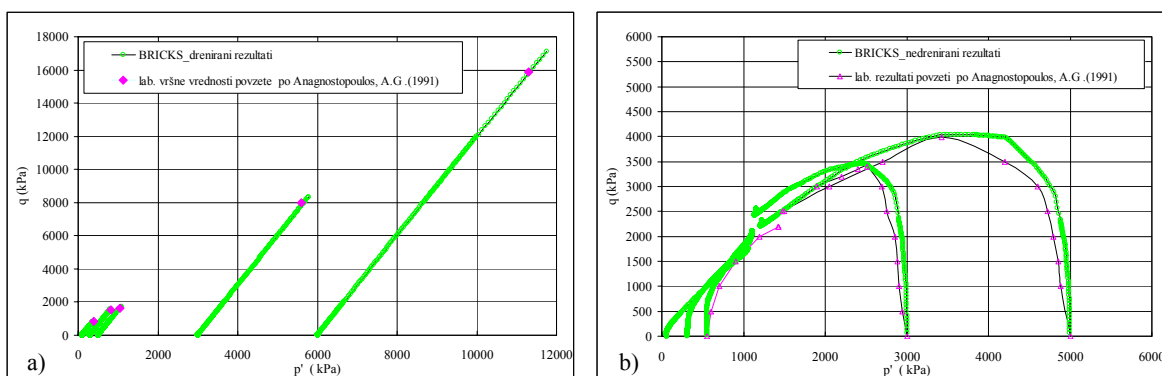 18000
16000
14000
12000
10000
8000
6000
4000
2000
0
q (kPa)
BRICKS_drenirani rezultati
lab. vršne vrednosti povzete po Anagnostopoulos, A.G.(1991)
0 2000 4000 6000 8000 10000 12000
p' ( kPa)
a)
6000
5500
5000
4500
4000
3500
3000
2500
2000
1500
1000
500
0
q (kPa)
BRICKS_nedrenirani rezultati
lab. rezultati povzeti po Anagnostopoulos, A.G.(1991)
0 1000 2000 3000 4000 5000 6000
p' ( kPa)
b)